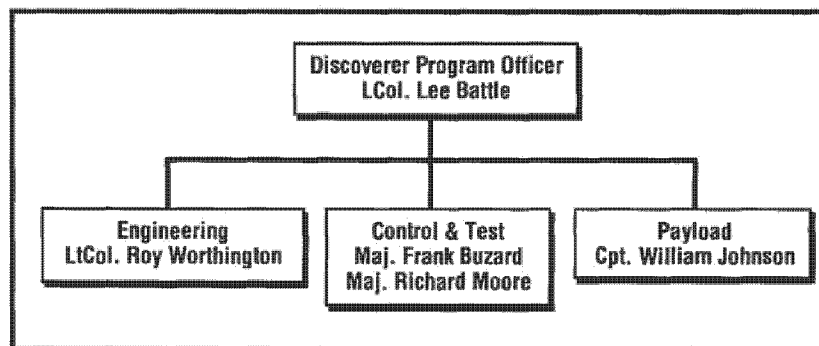 Discoverer Program Officer
LCol. Lee Battle
Engineering
LtCol. Roy Worthington
Control & Test
Maj. Frank Buzard
Maj. Richard Moore
Payload
Cpt. William Johnson